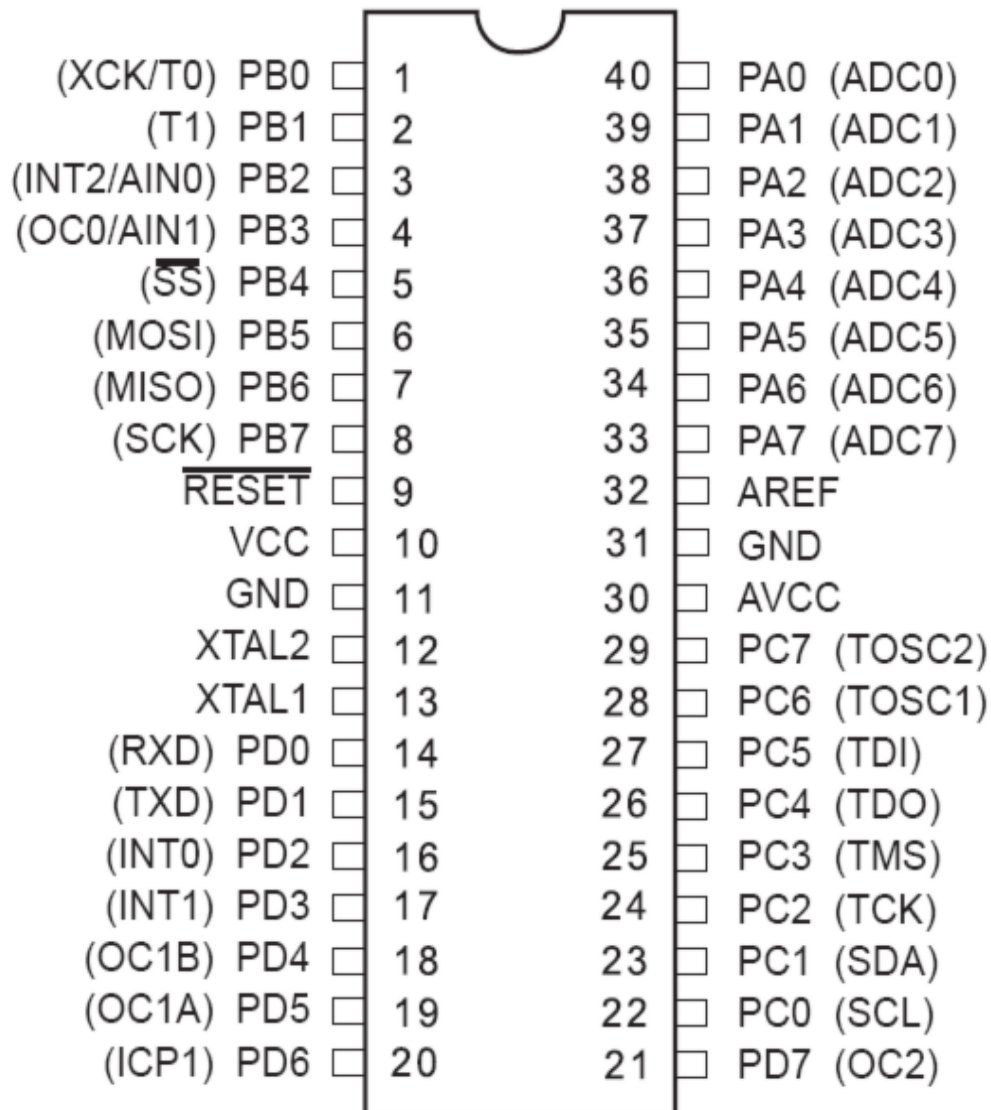 (XCK/T0) PB0 1 40 PA0 (ADC0)
(T1) PB1 2 39 PA1 (ADC1)
(INT2/AIN0) PB2 3 38 PA2 (ADC2)
(OC0/AIN1) PB3 4 37 PA3 (ADC3)
(SS) PB4 5 36 PA4 (ADC4)
(MOSI) PB5 6 35 PA5 (ADC5)
(MISO) PB6 7 34 PA6 (ADC6)
(SCK) PB7 8 33 PA7 (ADC7)
RESET 9 32 AREF
VCC 10 31 GND
GND 11 30 AVCC
XTAL2 12 29 PC7 (TOSC2)
XTAL1 13 28 PC6 (TOSC1)
(RXD) PD0 14 27 PC5 (TDI)
(TXD) PD1 15 26 PC4 (TDO)
(INT0) PD2 16 25 PC3 (TMS)
(INT1) PD3 17 24 PC2 (TCK)
(OC1B) PD4 18 23 PC1 (SDA)
(OC1A) PD5 19 22 PC0 (SCL)
(ICP1) PD6 20 21 PD7 (OC2)